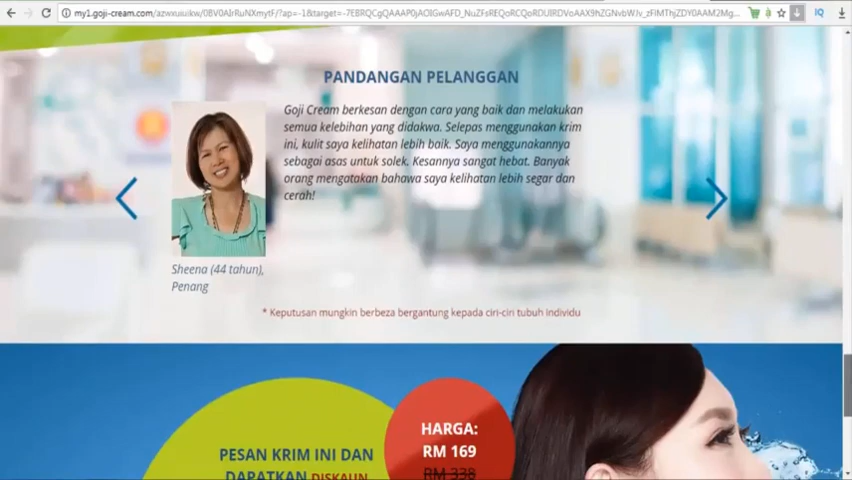 my1.goji-cream.com
PANDANGAN PELANGGAN
Goji Cream berkesan dengan cara yang baik dan melakukan
semua kelebihan yang didakwa. Selepas menggunakan krim
ini, kulit saya kelihatan lebih baik. Saya menggunakannya
sebagai asas untuk solek. Kesannya sangat hebat. Banyak
orang mengatakan bahawa saya kelihatan lebih segar dan
cerah!
Sheena (44 tahun),
Penang
* Keputusan mungkin berbeza bergantung kepada ciri-ciri tubuh individu
HARGA:
RM 169
RM 338
PESAN KRIM INI DAN
DAPATKAN DISKAUN